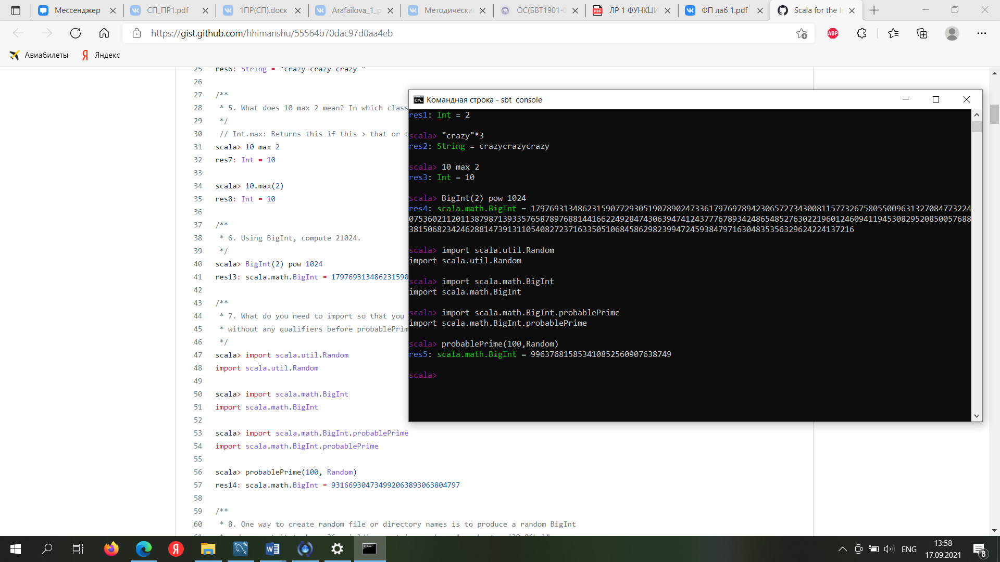 Мессенджер
СП_ПР1.pdf
1ПР(СП).docx
Arafailova_1_p
Методически
ОС(БВТ1901-0
ЛР 1 ФУНКЦИ
ФП лаб 1.pdf
Scala for the I
https://gist.github.com/hhimanshu/55564b70dac97d0aa4eb
ABP
Авиабилеты
Яндекс
25 res6: String = "crazy crazy crazy "
26
27 /**
28 * 5. What does 10 max 2 mean? In which class
29 */
30 // Int.max: Returns this if this > that or t
31 scala> 10 max 2
32 res7: Int = 10
33
34 scala> 10.max(2)
35 res8: Int = 10
36
37 /**
38 * 6. Using BigInt, compute 21024.
39 */
40 scala> BigInt(2) pow 1024
41 res13: scala.math.BigInt = 179769313486231590
42
43 /**
44 * 7. What do you need to import so that you
45 * without any qualifiers before probablePrim
46 */
47 scala> import scala.util.Random
48 import scala.util.Random
49
50 scala> import scala.math.BigInt
51 import scala.math.BigInt
52
53 scala> import scala.math.BigInt.probablePrime
54 import scala.math.BigInt.probablePrime
55
56 scala> probablePrime(100, Random)
57 res14: scala.math.BigInt = 931669304734992063893063804797
58
59 /**
60 * 8. One way to create random file or directory names is to produce a random BigInt
Командная строка - sbt console
res1: Int = 2
scala> "crazy"*3
res2: String = crazycrazycrazy
scala> 10 max 2
res3: Int = 10
scala> BigInt(2) pow 1024
res4: scala.math.BigInt = 1797693134862315907729305190789024733617976978942306572734300811577326758055009631327084773224
07536021120113879871393357658789768814416622492847430639474124377767893424865485276302219601246094119453082952085005768­8
38150682342462881473913110540827237163350510684586298239947245938479716304835356329624224137216
scala> import scala.util.Random
import scala.util.Random
scala> import scala.math.BigInt
import scala.math.BigInt
scala> import scala.math.BigInt.probablePrime
import scala.math.BigInt.probablePrime
scala> probablePrime(100,Random)
res5: scala.math.BigInt = 996376815853410852560907638749
scala>
ENG
13:58
17.09.2021
8